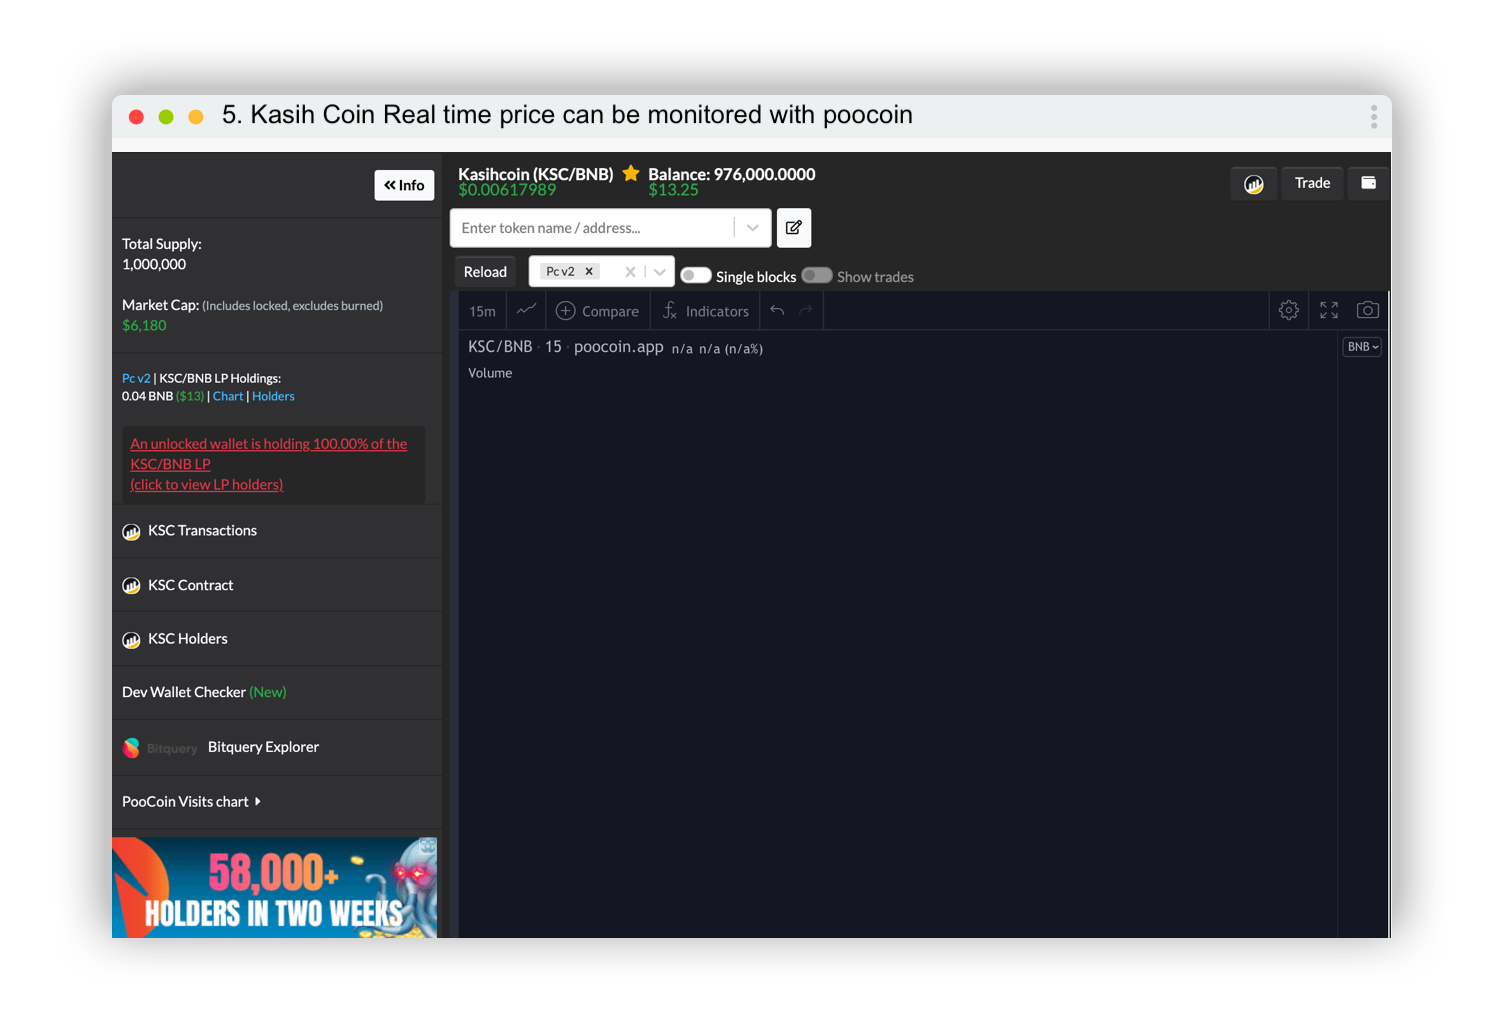 5. Kasih Coin Real time price can be monitored with poocoin
Info
Kasihcoin (KSC/BNB)
$0.00617989
Balance: 976,000.0000
$13.25
Trade
Enter token name / address...
Reload
Pc v2
Single blocks
Show trades
Total Supply:
1,000,000
Market Cap: (Includes locked, excludes burned)
$6,180
Pc v2 | KSC/BNB LP Holdings:
0.04 BNB ($13) | Chart | Holders
An unlocked wallet is holding 100.00% of the
KSC/BNB LP
(click to view LP holders)
KSC Transactions
KSC Contract
KSC Holders
Dev Wallet Checker (New)
Bitquery Bitquery Explorer
PooCoin Visits chart
58,000+
HOLDERS IN TWO WEEKS
15m
Compare
Indicators
KSC/BNB · 15 · poocoin.app n/a n/a (n/a%)
BNB
Volume